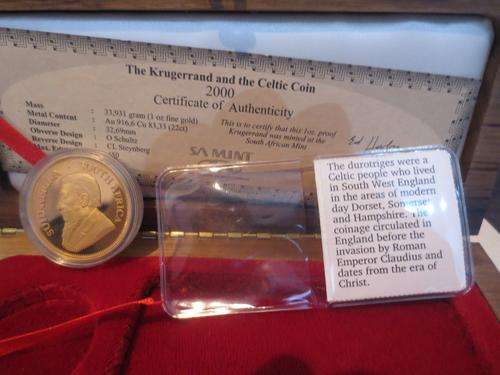 The Krugerrand and the Celtic Coin
2000
Certificate of Authenticity
Mass : 33,931 gram (1 oz fine gold)
Metal Content : Au 916,6 Cu 83,33 (22ct)
Diameter : 32,69mm
Obverse Design : O Schultz
Reverse Design : CL Steynberg
This is to certify that this 1oz. proof
Krugerrand was minted at the
South African Mint
SA MINT
SUID-AFRIKA SOUTH AFRICA
The durotriges were a
Celtic people who lived
in South West England
in the areas of modern
day Dorset, Somerset
and Hampshire. The
coinage circulated in
England before the
invasion by Roman
Emperor Claudius and
dates from the era of
Christ.